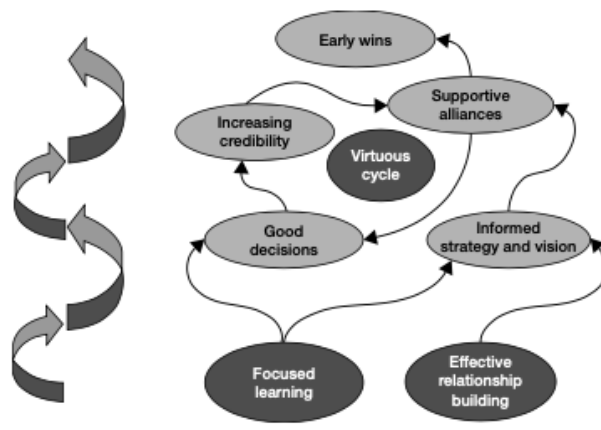 Early wins
Supportive
alliances
Increasing
credibility
Virtuous
cycle
Good
decisions
Informed
strategy and vision
Focused
learning
Effective
relationship
building